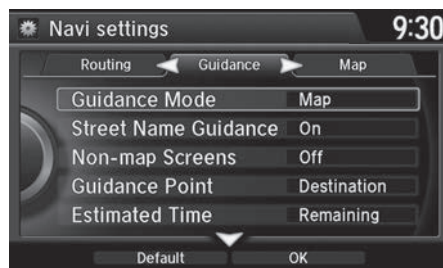 Navi settings 9:30
Routing Guidance Map
Guidance Mode Map
Street Name Guidance On
Non-map Screens Off
Guidance Point Destination
Estimated Time Remaining
Default OK